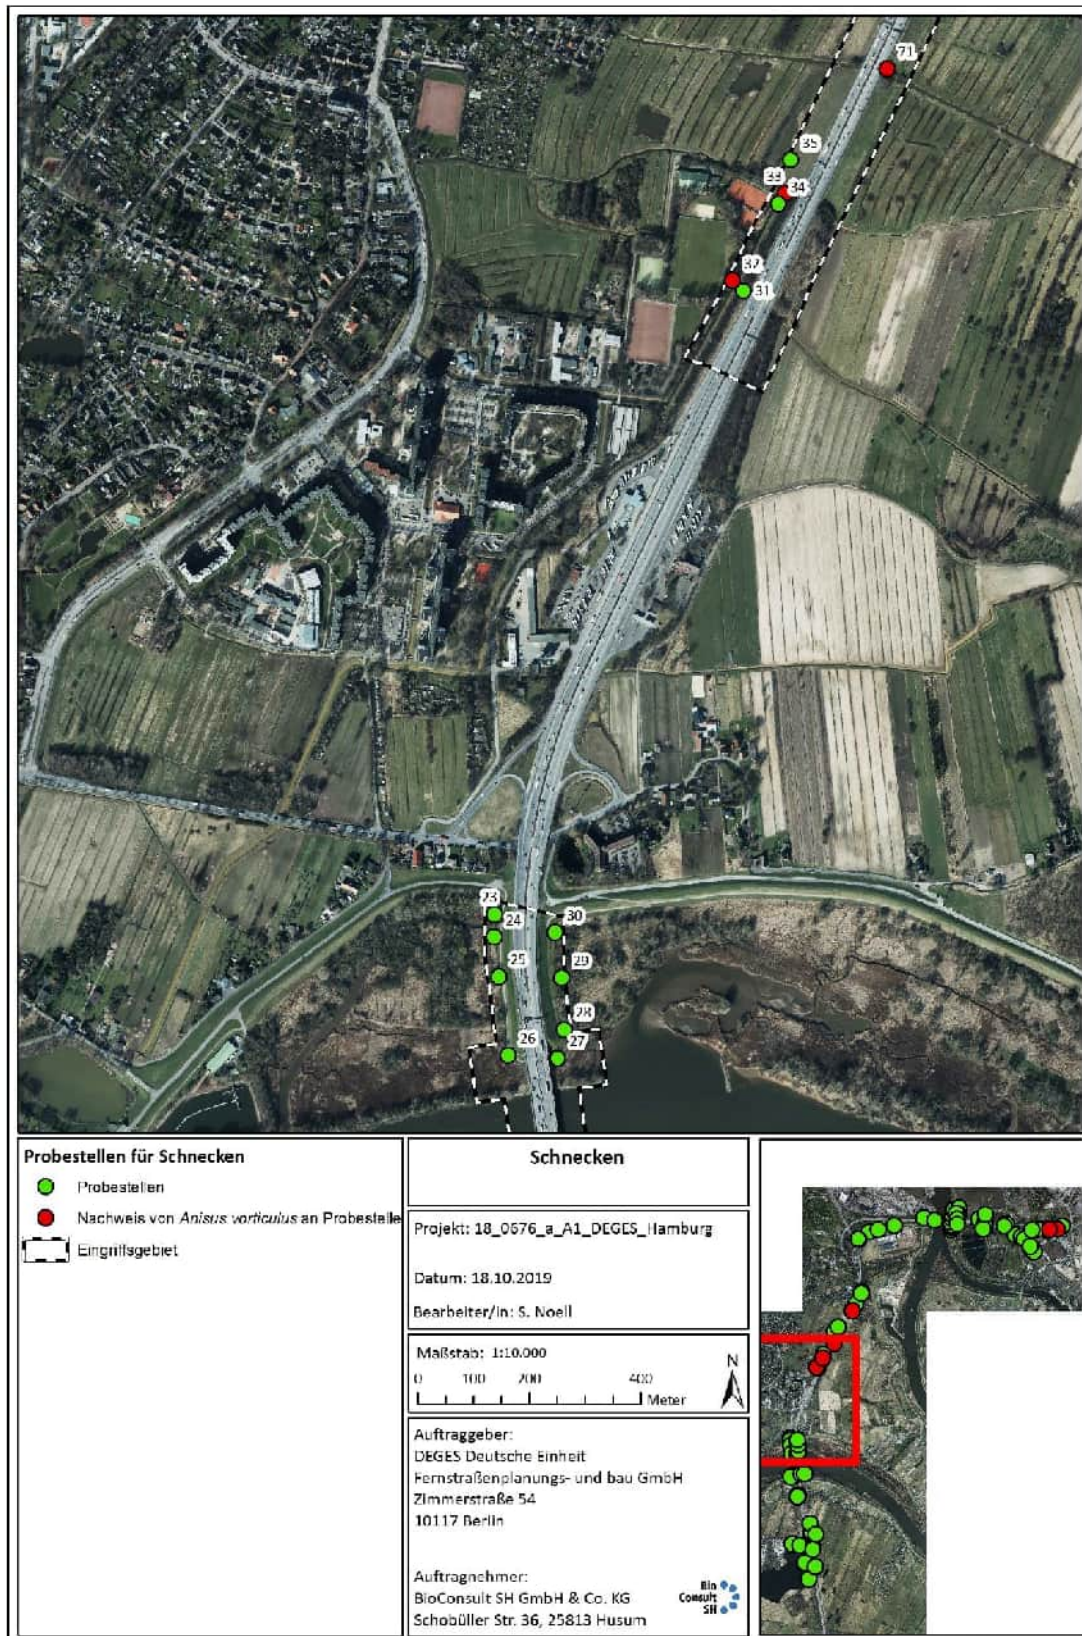 71
35
33
34
32
31
23
24
30
25
29
28
26
27
Probestellen für Schnecken
Probestellen
Nachweis von Anisus vorticulus an Probestelle
Eingriffsgebiet
Schnecken
Projekt: 18_0676_a_A1_DEGES_Hamburg
Datum: 18.10.2019
Bearbeiter/in: S. Noell
Maßstab: 1:10.000
0 100 200 400
Meter
N
Auftraggeber:
DEGES Deutsche Einheit
Fernstraßenplanungs- und bau GmbH
Zimmerstraße 54
10117 Berlin
Auftragnehmer:
BioConsult SH GmbH & Co. KG
Schobüller Str. 36, 25813 Husum
Bio
Consult
SH